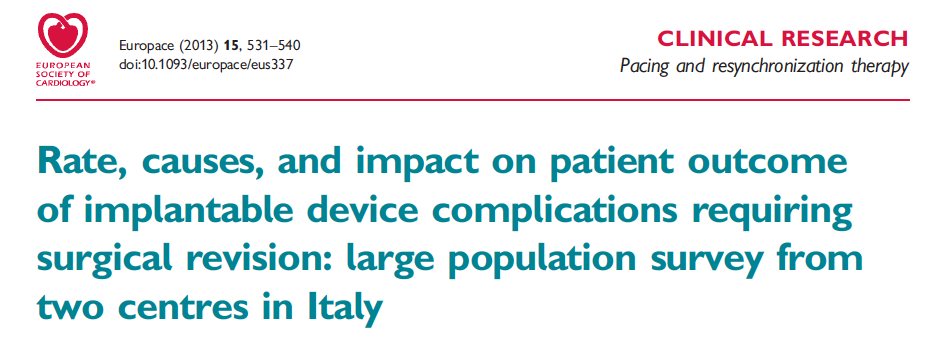 EUROPEAN
SOCIETY OF
CARDIOLOGY®
Europace (2013) 15, 531–540
doi:10.1093/europace/eus337
CLINICAL RESEARCH
Pacing and resynchronization therapy
Rate, causes, and impact on patient outcome
of implantable device complications requiring
surgical revision: large population survey from
two centres in Italy